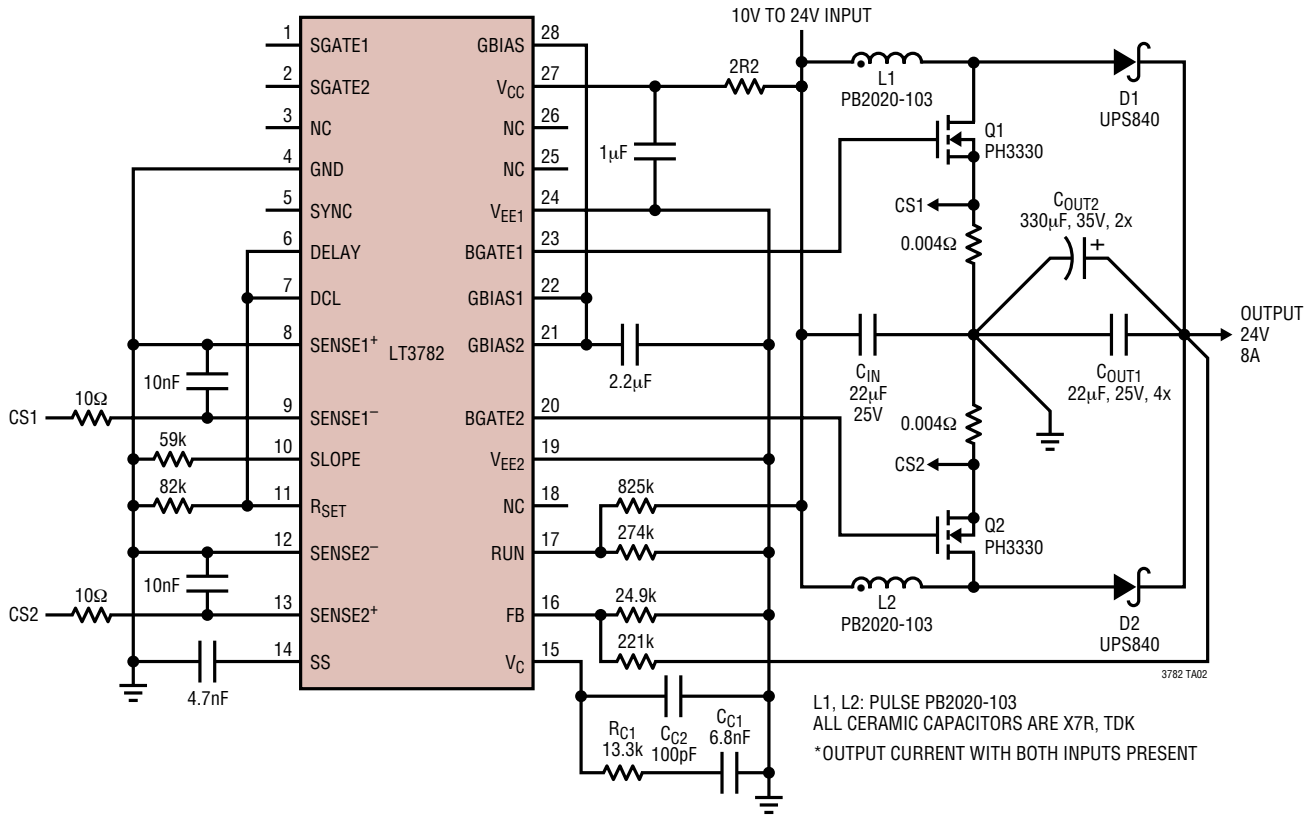 10V TO 24V INPUT
1 SGATE1
2 SGATE2
3 NC
4 GND
5 SYNC
6 DELAY
7 DCL
8 SENSE1+
9 SENSE1–
10 SLOPE
11 RSET
12 SENSE2–
13 SENSE2+
14 SS
LT3782
GBIAS 28
VCC 27
NC 26
NC 25
VEE1 24
BGATE1 23
GBIAS1 22
GBIAS2 21
BGATE2 20
VEE2 19
NC 18
RUN 17
FB 16
VC 15
10nF
CS1
10Ω
59k
82k
10nF
CS2
10Ω
4.7nF
2R2
1µF
2.2µF
825k
274k
24.9k
221k
RC1
13.3k
CC2
100pF
CC1
6.8nF
L1
PB2020-103
D1
UPS840
Q1
PH3330
CS1
0.004Ω
COUT2
330µF, 35V, 2x
+
CIN
22µF
25V
COUT1
22µF, 25V, 4x
OUTPUT
24V
8A
0.004Ω
CS2
Q2
PH3330
L2
PB2020-103
D2
UPS840
3782 TA02
L1, L2: PULSE PB2020-103
ALL CERAMIC CAPACITORS ARE X7R, TDK
*OUTPUT CURRENT WITH BOTH INPUTS PRESENT